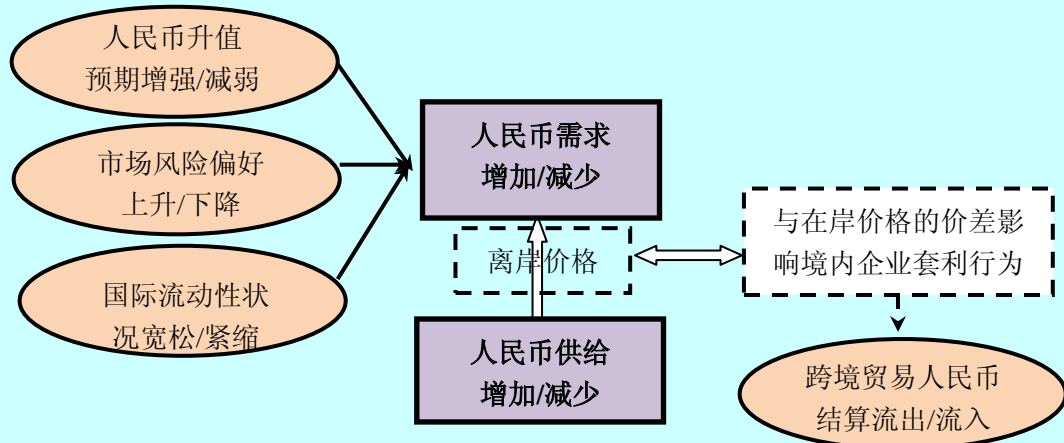 人民币升值
预期增强/减弱
市场风险偏好
上升/下降
国际流动性状
况宽松/紧缩
人民币需求
增加/减少
离岸价格
人民币供给
增加/减少
与在岸价格的价差影
响境内企业套利行为
跨境贸易人民币
结算流出/流入